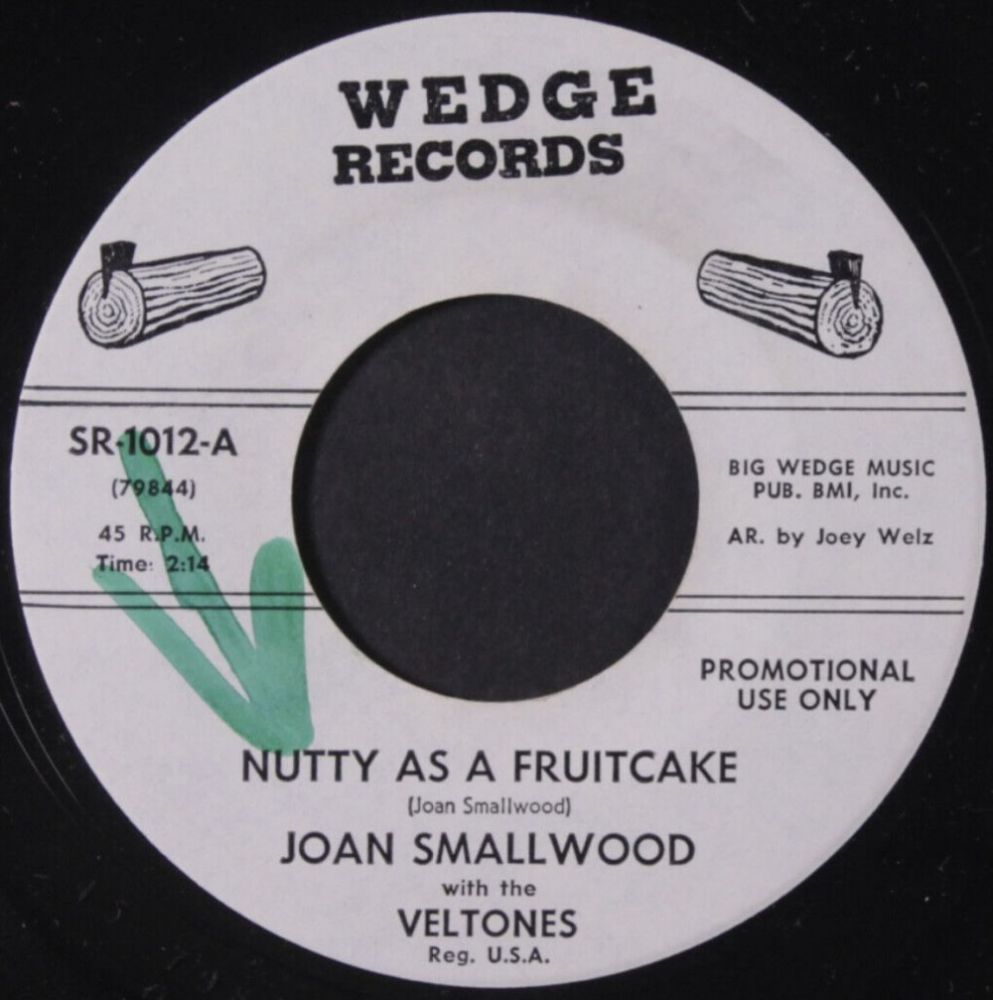 WEDGE
RECORDS
SR-1012-A
(79844)
45 R.P.M.
Time: 2:14
BIG WEDGE MUSIC
PUB. BMI, Inc.
AR. by Joey Welz
PROMOTIONAL
USE ONLY
NUTTY AS A FRUITCAKE
(Joan Smallwood)
JOAN SMALLWOOD
with the
VELTONES
Reg. U.S.A.